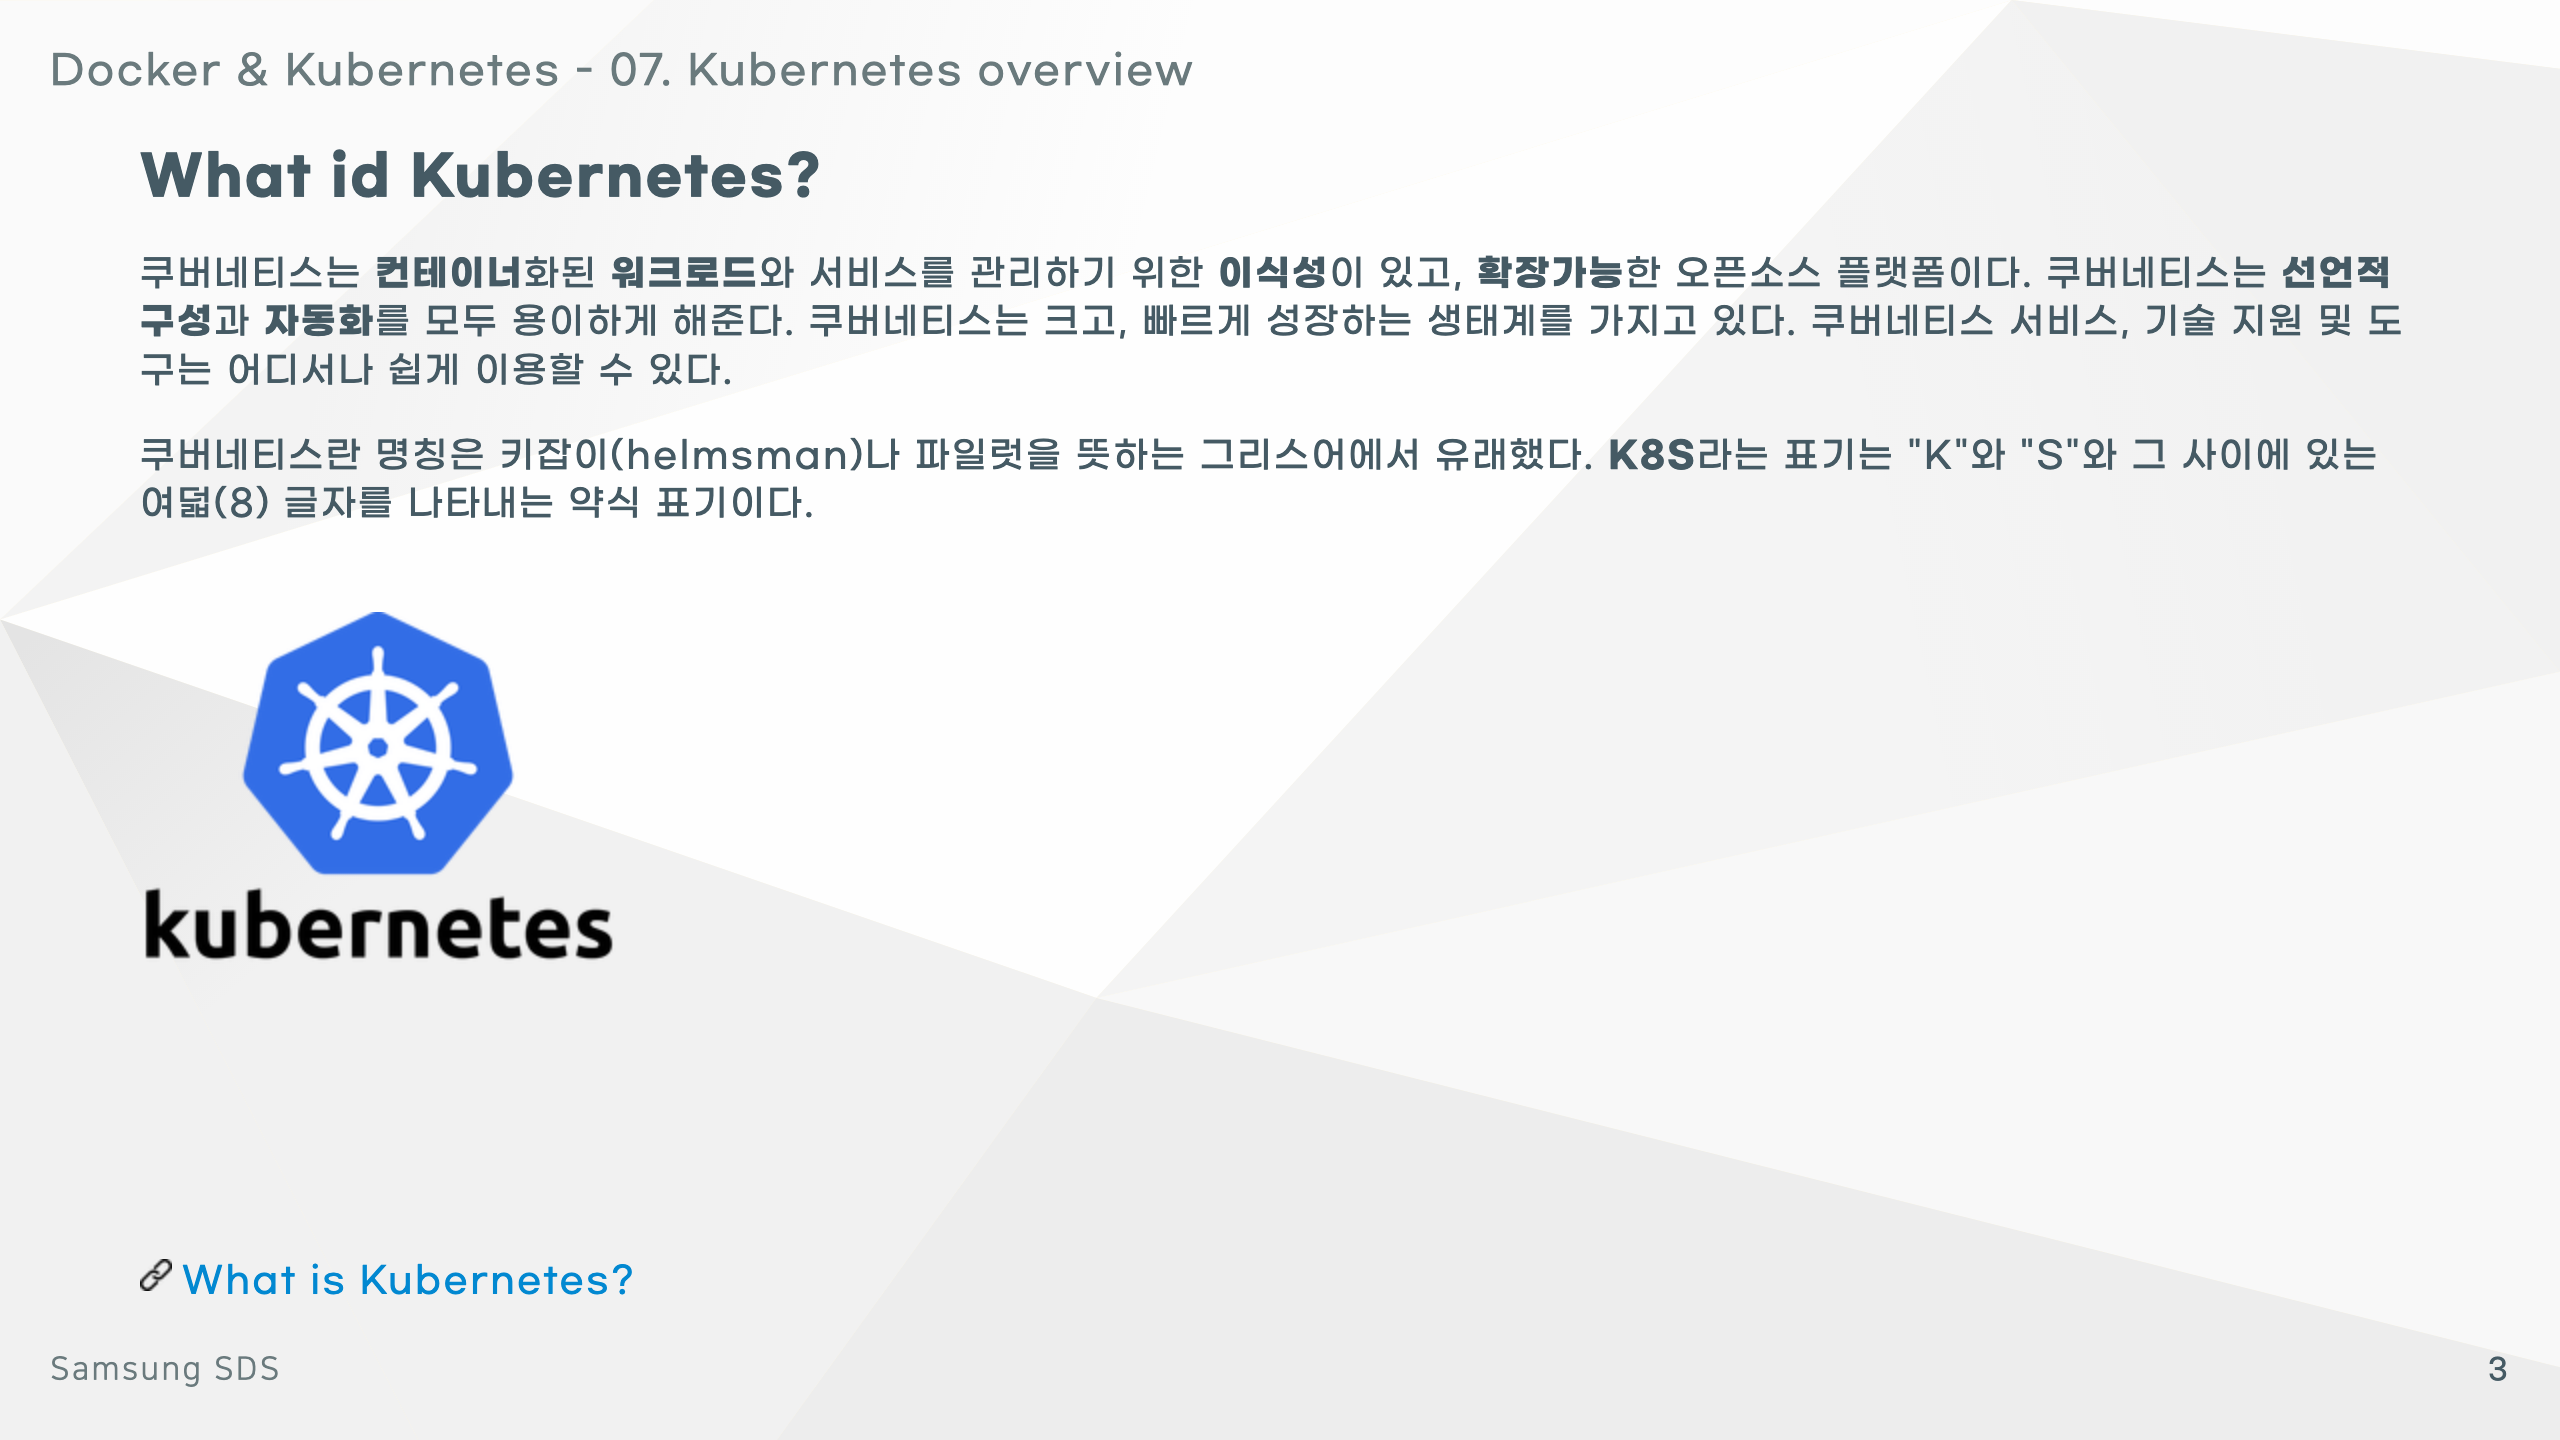 Docker & Kubernetes - 07. Kubernetes overview
What id Kubernetes?
쿠버네티스는 컨테이너화된 워크로드와 서비스를 관리하기 위한 이식성이 있고, 확장가능한 오픈소스 플랫폼이다. 쿠버네티스는 선언적
구성과 자동화를 모두 용이하게 해준다. 쿠버네티스는 크고, 빠르게 성장하는 생태계를 가지고 있다. 쿠버네티스 서비스, 기술 지원 및 도
구는 어디서나 쉽게 이용할 수 있다.
쿠버네티스란 명칭은 키잡이(helmsman)나 파일럿을 뜻하는 그리스어에서 유래했다. K8S라는 표기는 "K"와 "S"와 그 사이에 있는
여덟(8) 글자를 나타내는 약식 표기이다.
kubernetes
What is Kubernetes?
Samsung SDS
3